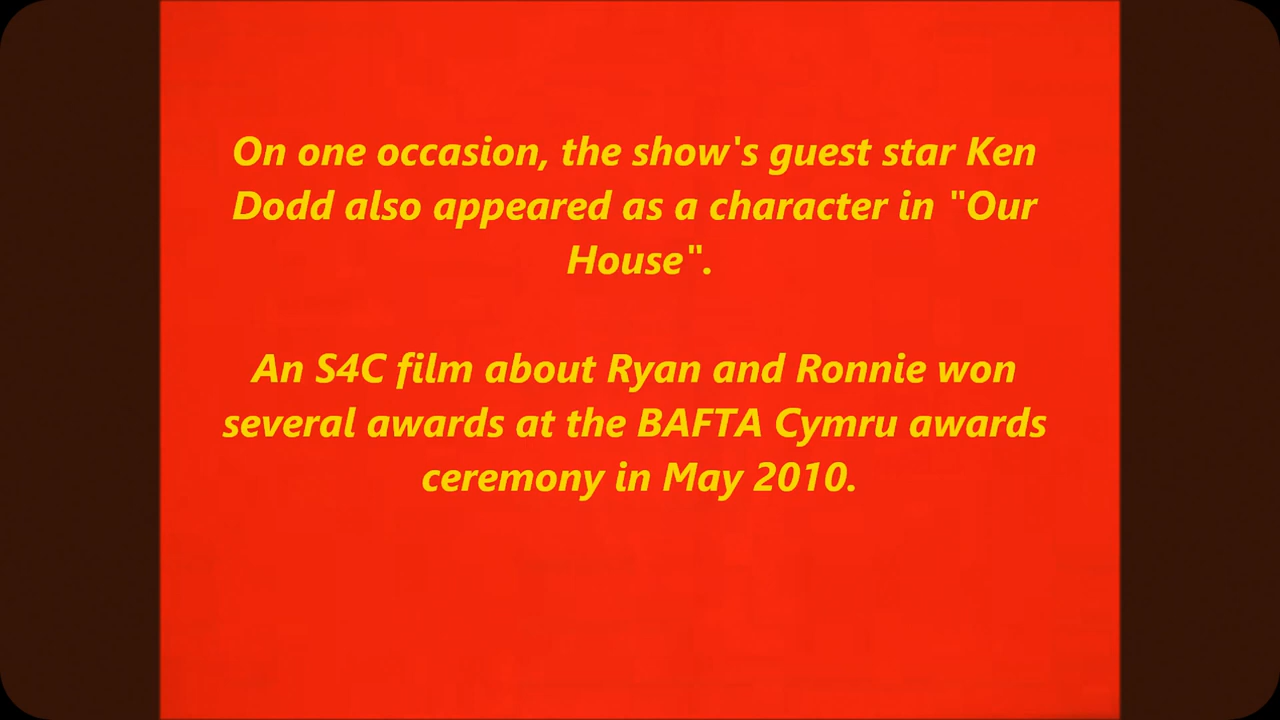 On one occasion, the show's guest star Ken
Dodd also appeared as a character in "Our
House".
An S4C film about Ryan and Ronnie won
several awards at the BAFTA Cymru awards
ceremony in May 2010.